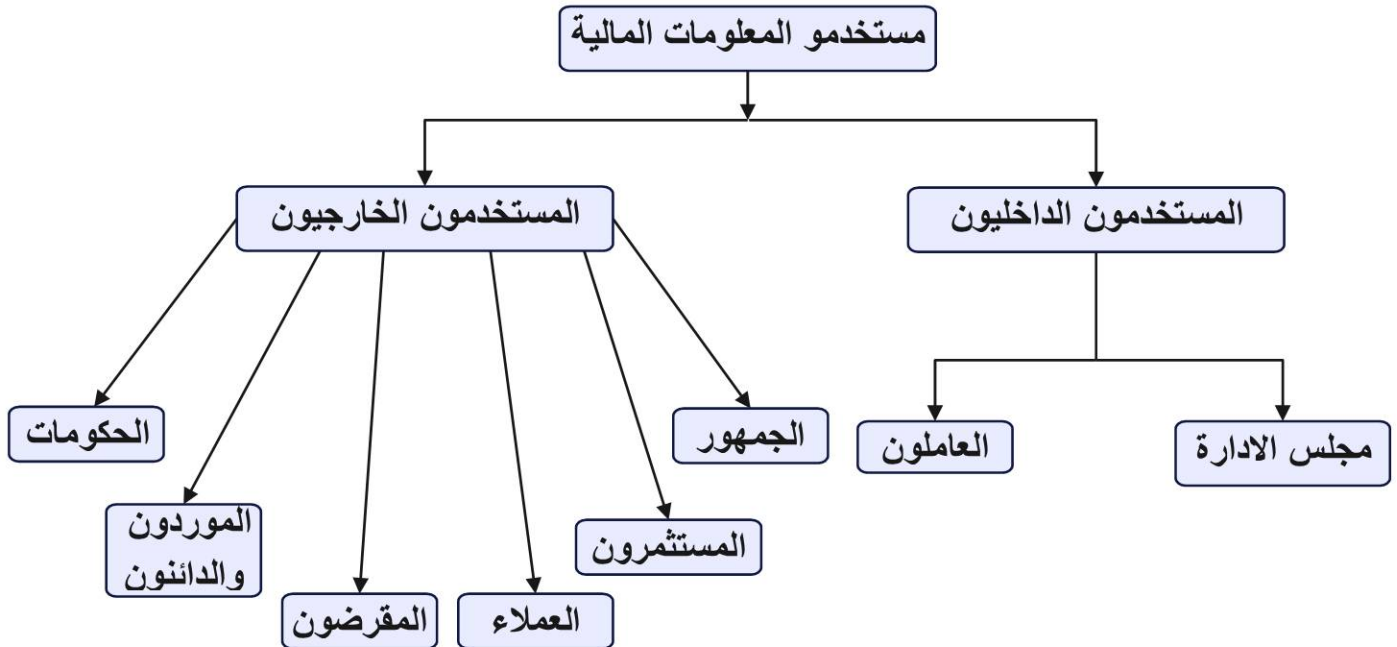 مستخدمو المعلومات المالية
المستخدمون الداخليون
المستخدمون الخارجيون
مجلس الادارة
العاملون
الجمهور
المستثمرون
العملاء
المقرضون
الموردون
والدائنون
الحكومات